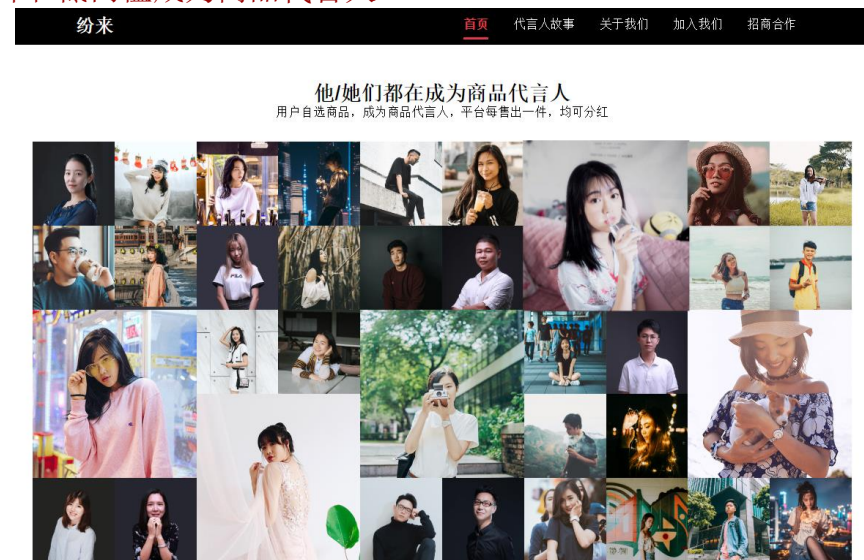 纷来
首页 代言人故事 关于我们 加入我们 招商合作
他/她们都在成为商品代言人
用户自选商品，成为商品代言人，平台每售出一件，均可分红
FILA